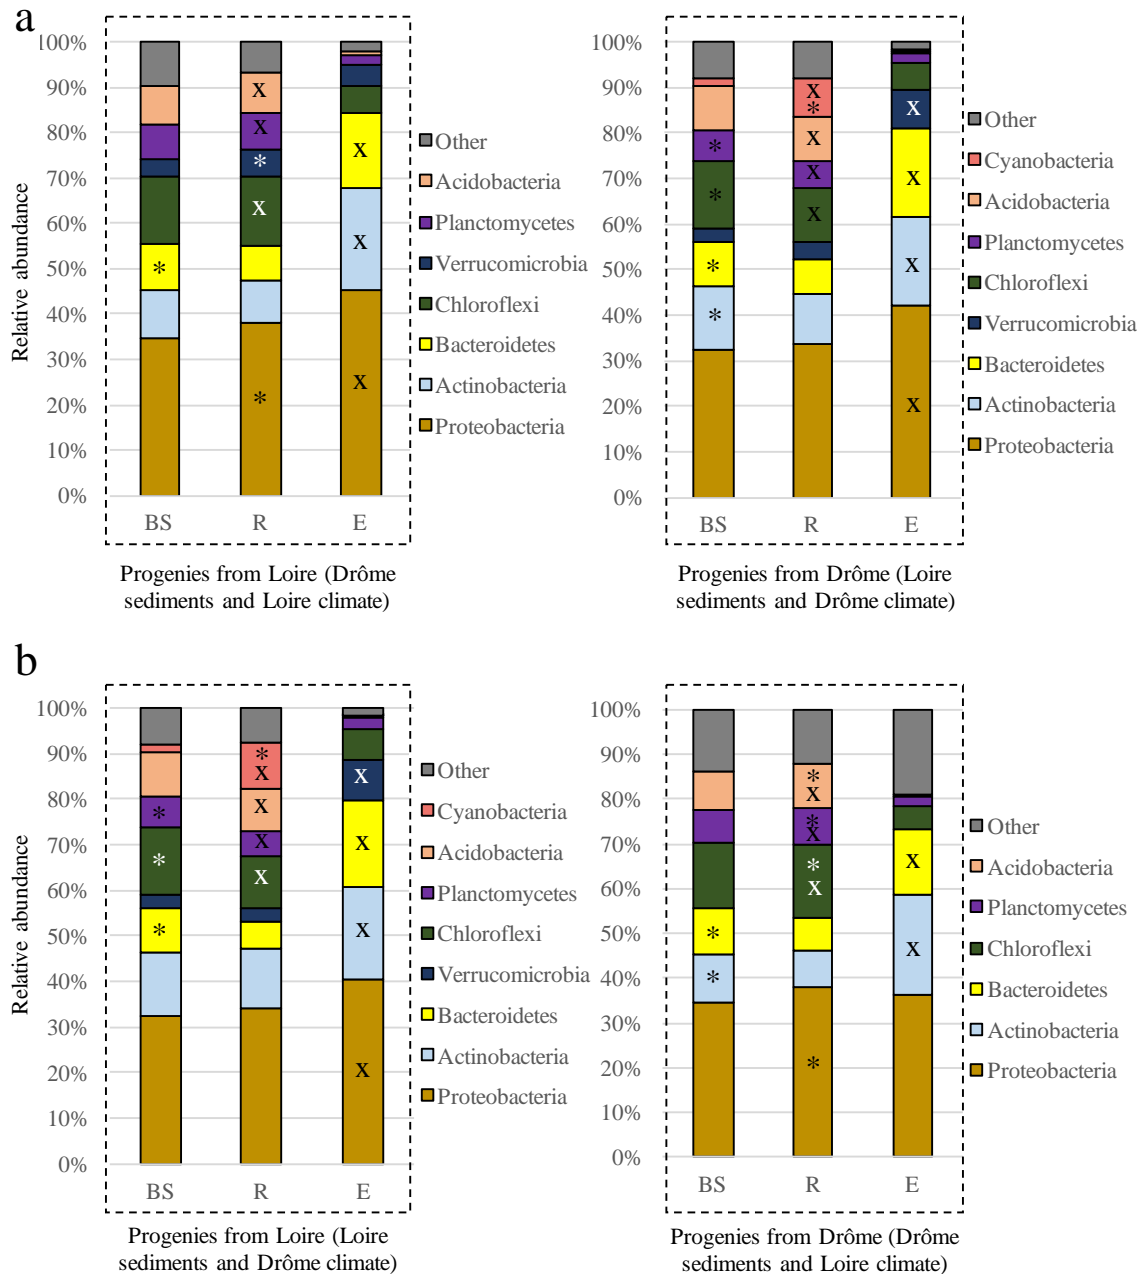 a
100%
90%
80%
70%
60%
50%
40%
30%
20%
10%
0%
Relative abundance
*
*
x
x
*
x
x
x
x
BS
R
E
Other
Acidobacteria
Planctomycetes
Verrucomicrobia
Chloroflexi
Bacteroidetes
Actinobacteria
Proteobacteria
Progenies from Loire (Drôme
sediments and Loire climate)
100%
90%
80%
70%
60%
50%
40%
30%
20%
10%
0%
*
*
*
*
x
*
x
x
x
x
x
x
x
BS
R
E
Other
Cyanobacteria
Acidobacteria
Planctomycetes
Chloroflexi
Verrucomicrobia
Bacteroidetes
Actinobacteria
Proteobacteria
Progenies from Drôme (Loire
sediments and Drôme climate)
b
100%
90%
80%
70%
60%
50%
40%
30%
20%
10%
0%
Relative abundance
*
*
*
*
x
x
x
x
x
x
x
x
BS
R
E
Other
Cyanobacteria
Acidobacteria
Planctomycetes
Chloroflexi
Verrucomicrobia
Bacteroidetes
Actinobacteria
Proteobacteria
Progenies from Loire (Loire
sediments and Drôme climate)
100%
90%
80%
70%
60%
50%
40%
30%
20%
10%
0%
*
*
*
x
*
x
*
x
*
x
x
BS
R
E
Other
Acidobacteria
Planctomycetes
Chloroflexi
Bacteroidetes
Actinobacteria
Proteobacteria
Progenies from Drôme (Drôme
sediments and Loire climate)